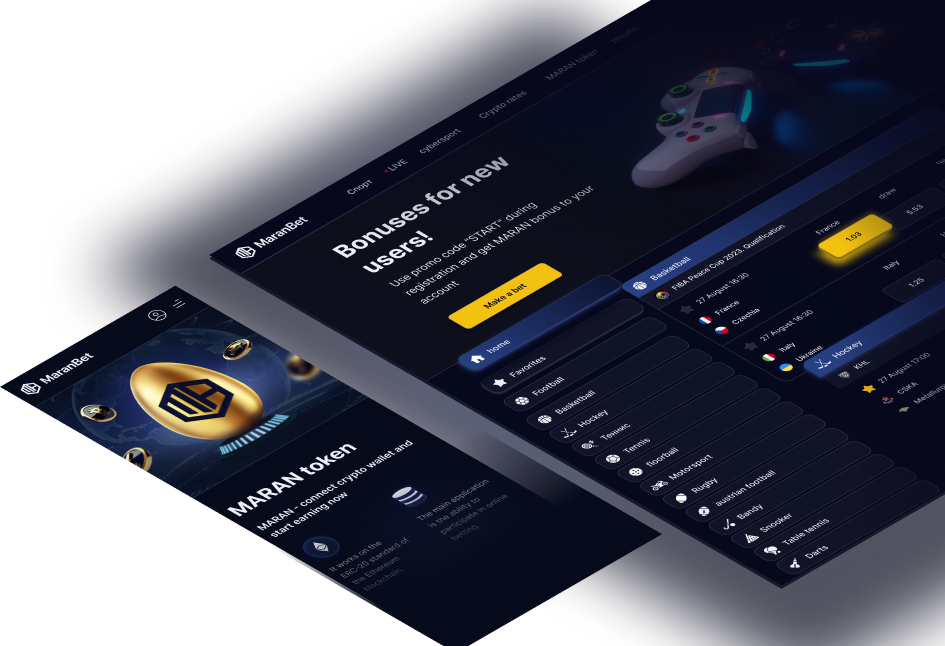 MaranBet
Спорт
LIVE
cybersport
Crypto rates
MARAN token
results
Bonuses for new
users!
Use promo code "START" during
registration and get MARAN bonus to your
account
Make a bet
home
Favorites
Football
Basketball
Hockey
Теннис
Tennis
floorball
Motorsport
Rugby
austrian football
Bandy
Snooker
Table tennis
Darts
Basketball
FIBA Peace Cup 2023. Qualification
27 August 16:30
France
Czechia
France
1.03
draw
5.53
27 August 16:30
Italy
Ukraine
Italy
1.25
Hockey
KHL
27 August 17:00
CSKA
MaranBet
MARAN token
MARAN - connect crypto wallet and
start earning now
It works on the
ERC-20 standard of
the Ethereum
blockchain.
The main application
is the ability to
participate in online
betting.